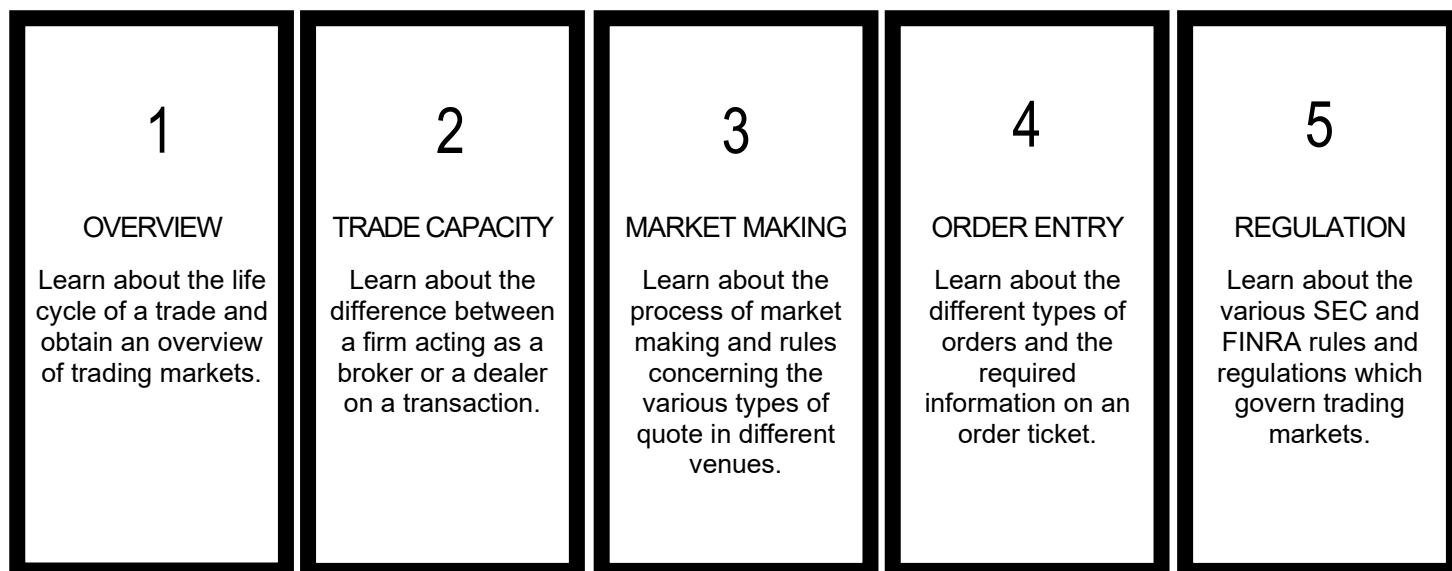 1
OVERVIEW
Learn about the life
cycle of a trade and
obtain an overview
of trading markets.
2
TRADE CAPACITY
Learn about the
difference between
a firm acting as a
broker or a dealer
on a transaction.
3
MARKET MAKING
Learn about the
process of market
making and rules
concerning the
various types of
quote in different
venues.
4
ORDER ENTRY
Learn about the
different types of
orders and the
required
information on an
order ticket.
5
REGULATION
Learn about the
various SEC and
FINRA rules and
regulations which
govern trading
markets.